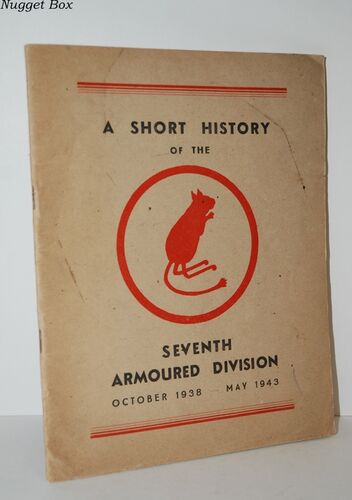 Nugget Box
A SHORT HISTORY
OF THE
SEVENTH
ARMOURED DIVISION
OCTOBER 1938 — MAY 1943